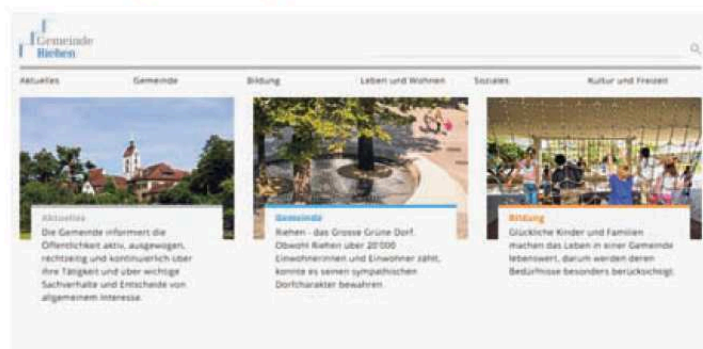 Gemeinde
Riehen
Aktuelles Gemeinde Bildung Leben und Wohnen Soziales Kultur und Freizeit
Aktuelles
Die Gemeinde informiert die
Öffentlichkeit aktiv, ausgewogen,
rechtzeitig und kontinuierlich über
ihre Tätigkeit und über wichtige
Sachverhalte und Entscheide von
allgemeinem Interesse.
Gemeinde
Riehen - das Grosse Grüne Dorf.
Obwohl Riehen über 20'000
Einwohnerinnen und Einwohner zählt,
konnte es seinen sympathischen
Dorfcharakter bewahren
Bildung
Glückliche Kinder und Familien
machen das Leben in einer Gemeinde
lebenswert, darum werden deren
Bedürfnisse besonders berücksichtigt.